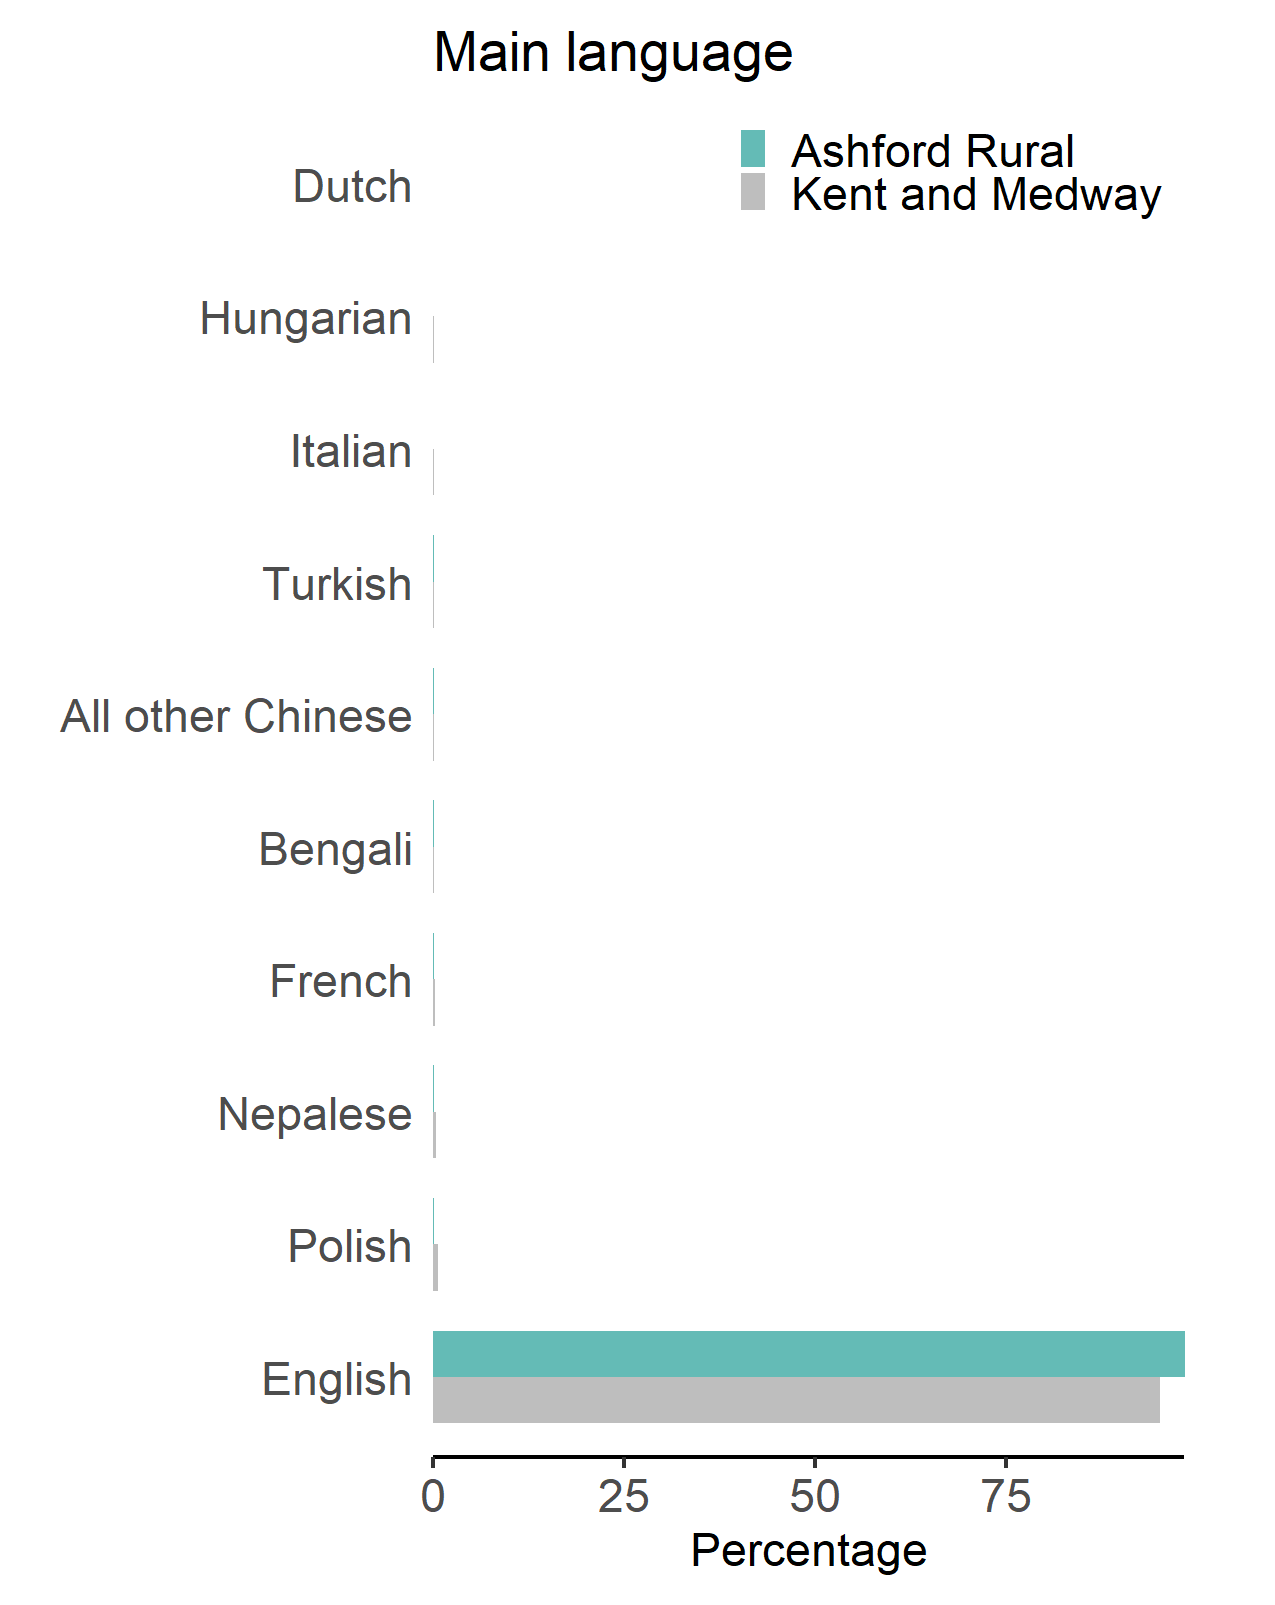 Main language
Ashford Rural
Kent and Medway
Dutch
Hungarian
Italian
Turkish
All other Chinese
Bengali
French
Nepalese
Polish
English
0 25 50 75
Percentage